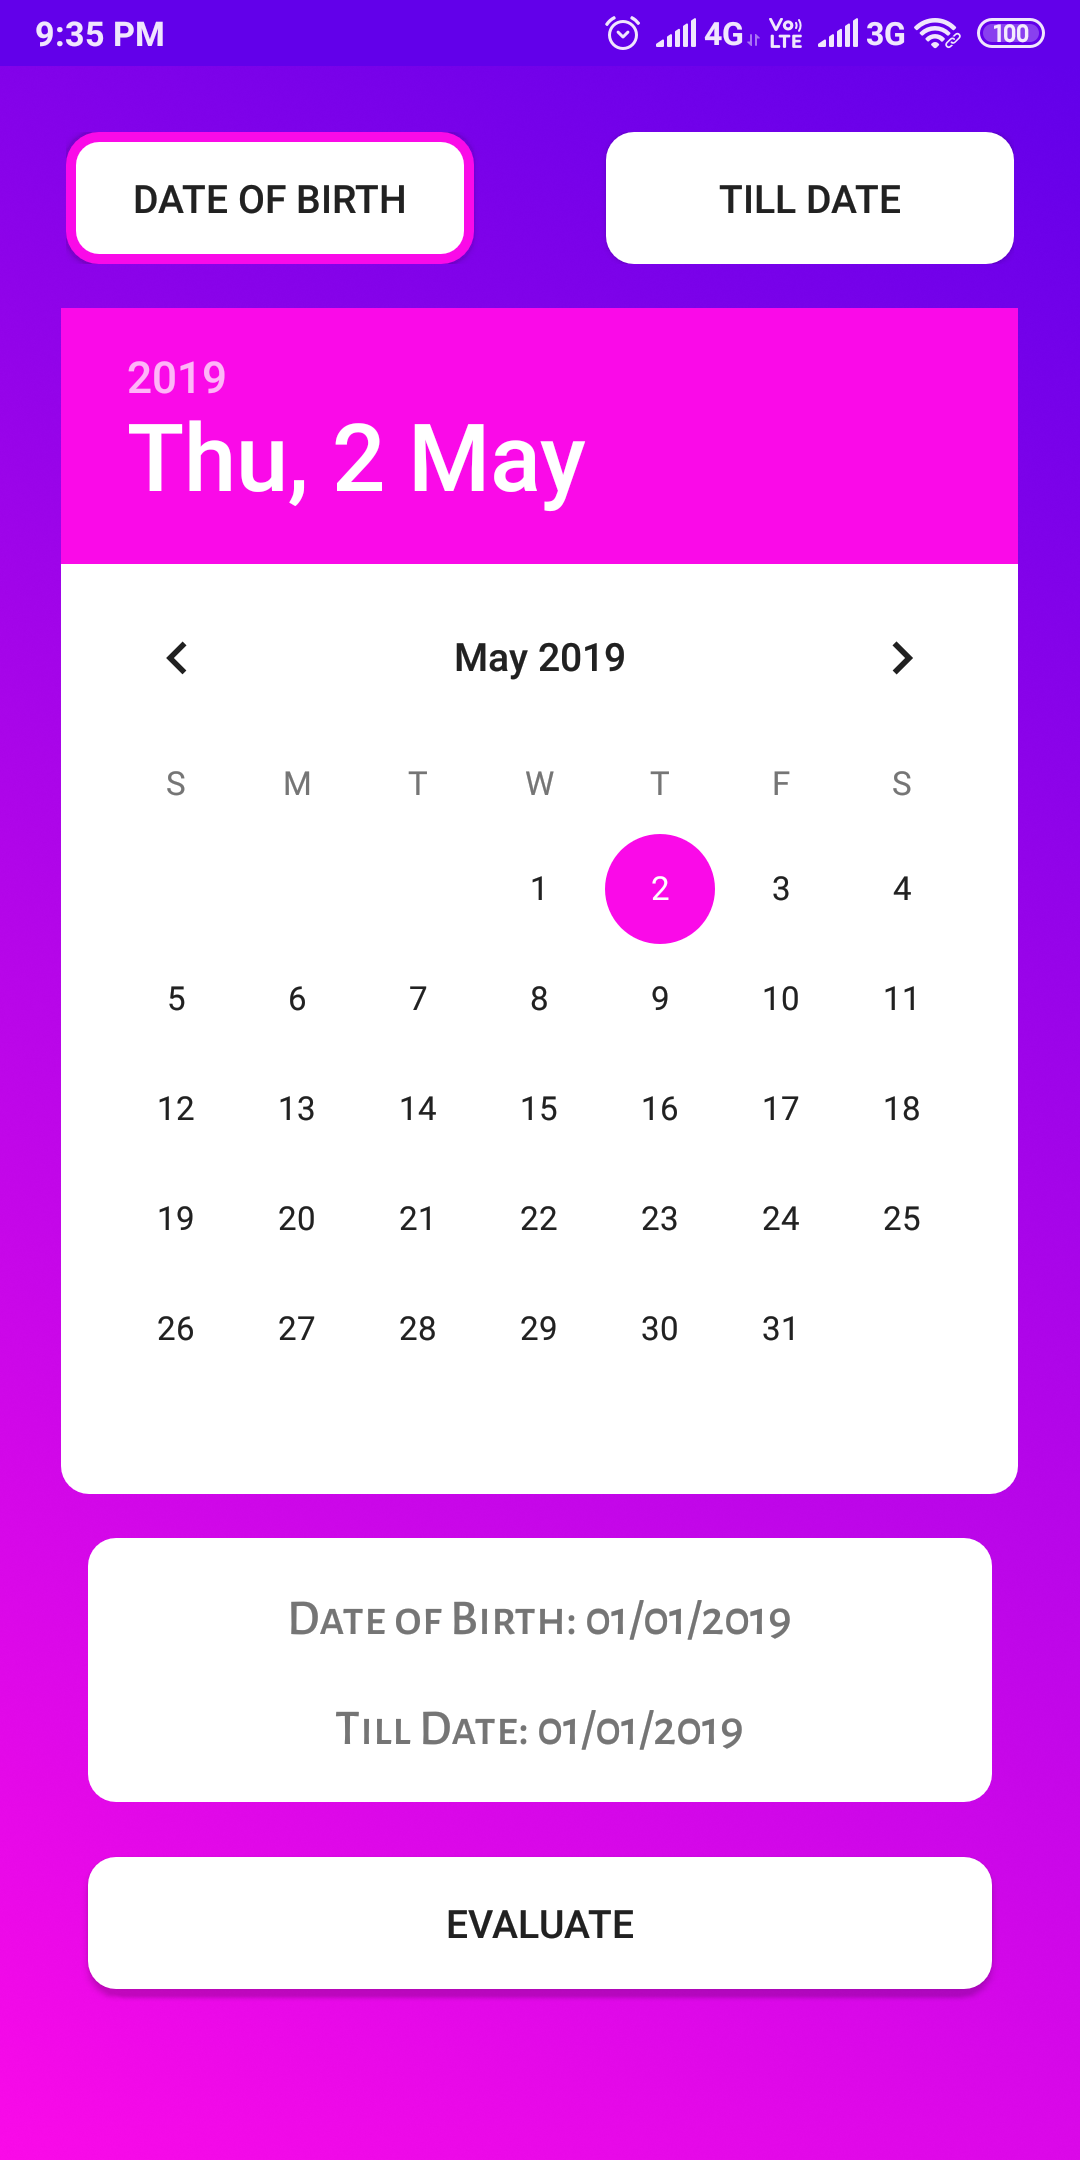 9:35 PM 4G VoLTE 3G 100
DATE OF BIRTH TILL DATE
2019
Thu, 2 May
May 2019
S M T W T F S
1 2 3 4
5 6 7 8 9 10 11
12 13 14 15 16 17 18
19 20 21 22 23 24 25
26 27 28 29 30 31
Date of Birth: 01/01/2019
Till Date: 01/01/2019
EVALUATE